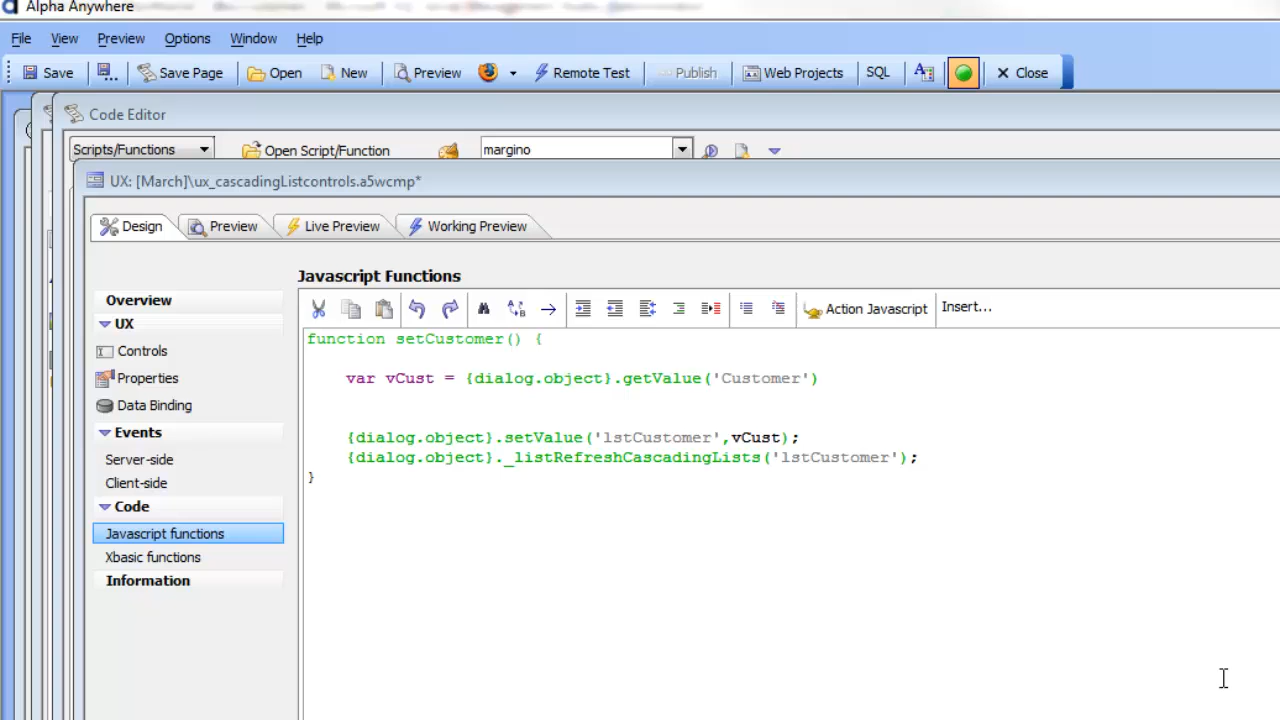 Alpha Anywhere
File View Preview Options Window Help
Save Save Page Open New Preview Remote Test Publish Web Projects SQL A Close
Code Editor
Scripts/Functions Open Script/Function margino
UX: [March]\ux_cascadingListcontrols.a5wcmp*
Design Preview Live Preview Working Preview
Javascript Functions
Action Javascript Insert...
Overview
UX
Controls
Properties
Data Binding
Events
Server-side
Client-side
Code
Javascript functions
Xbasic functions
Information
function setCustomer() {
var vCust = {dialog.object}.getValue('Customer')
{dialog.object}.setValue('lstCustomer',vCust);
{dialog.object}._listRefreshCascadingLists('lstCustomer');
}